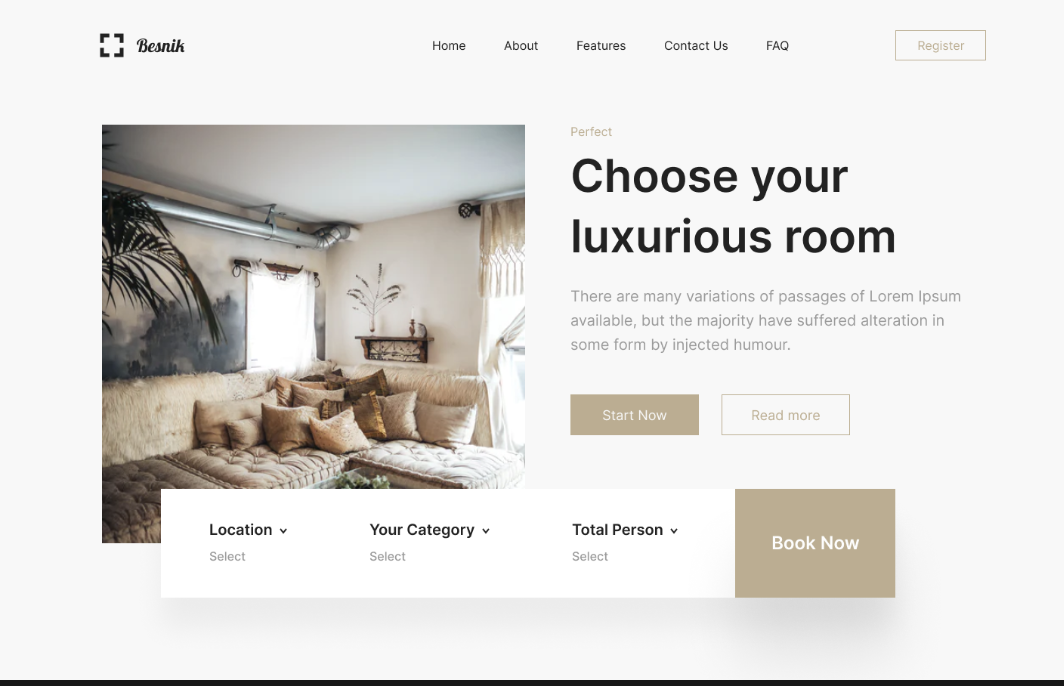 Besnik
Home
About
Features
Contact Us
FAQ
Register
Perfect
Choose your
luxurious room
There are many variations of passages of Lorem Ipsum
available, but the majority have suffered alteration in
some form by injected humour.
Start Now
Read more
Location
Select
Your Category
Select
Total Person
Select
Book Now